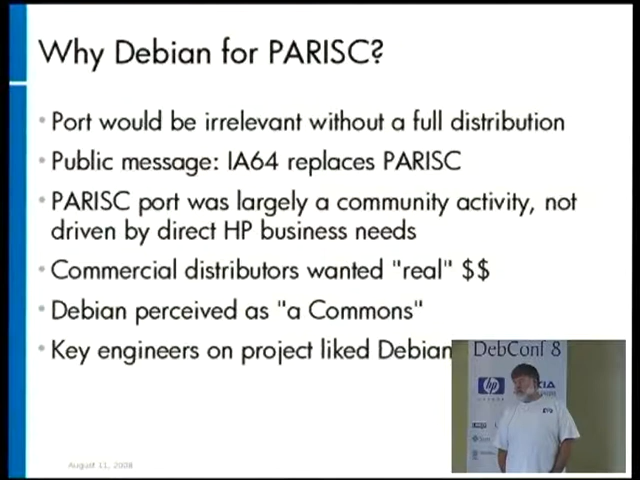 Why Debian for PARISC?
Port would be irrelevant without a full distribution
Public message: IA64 replaces PARISC
PARISC port was largely a community activity, not
driven by direct HP business needs
Commercial distributors wanted "real" $$
Debian perceived as "a Commons"
Key engineers on project liked Debian
DebConf 8
hp
August 11, 2008